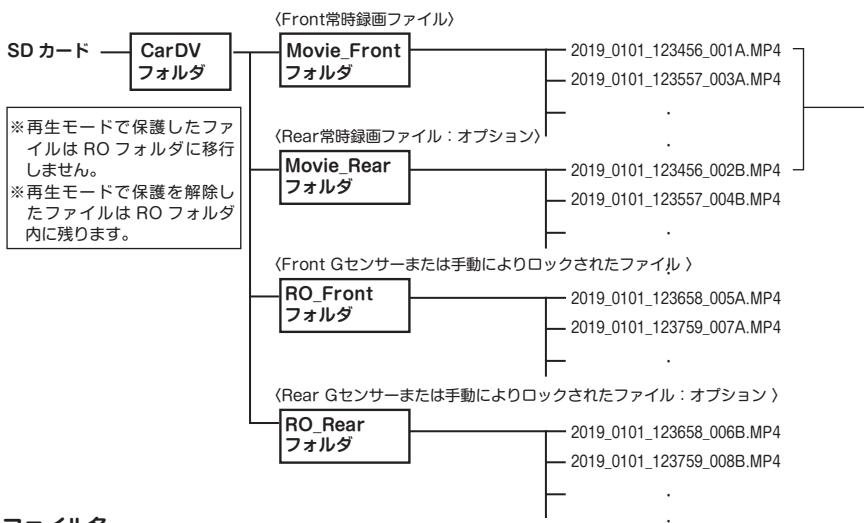 〈Front常時録画ファイル〉
SD カード
CarDV
フォルダ
Movie_Front
フォルダ
2019_0101_123456_001A.MP4
2019_0101_123557_003A.MP4
※再生モードで保護したファ
イルは RO フォルダに移行
しません。
※再生モードで保護を解除し
たファイルは RO フォルダ
内に残ります。
〈Rear常時録画ファイル：オプション〉
Movie_Rear
フォルダ
2019_0101_123456_002B.MP4
2019_0101_123557_004B.MP4
〈Front Gセンサーまたは手動によりロックされたファイル 〉
RO_Front
フォルダ
2019_0101_123658_005A.MP4
2019_0101_123759_007A.MP4
〈Rear Gセンサーまたは手動によりロックされたファイル：オプション 〉
RO_Rear
フォルダ
2019_0101_123658_006B.MP4
2019_0101_123759_008B.MP4
ファイル名